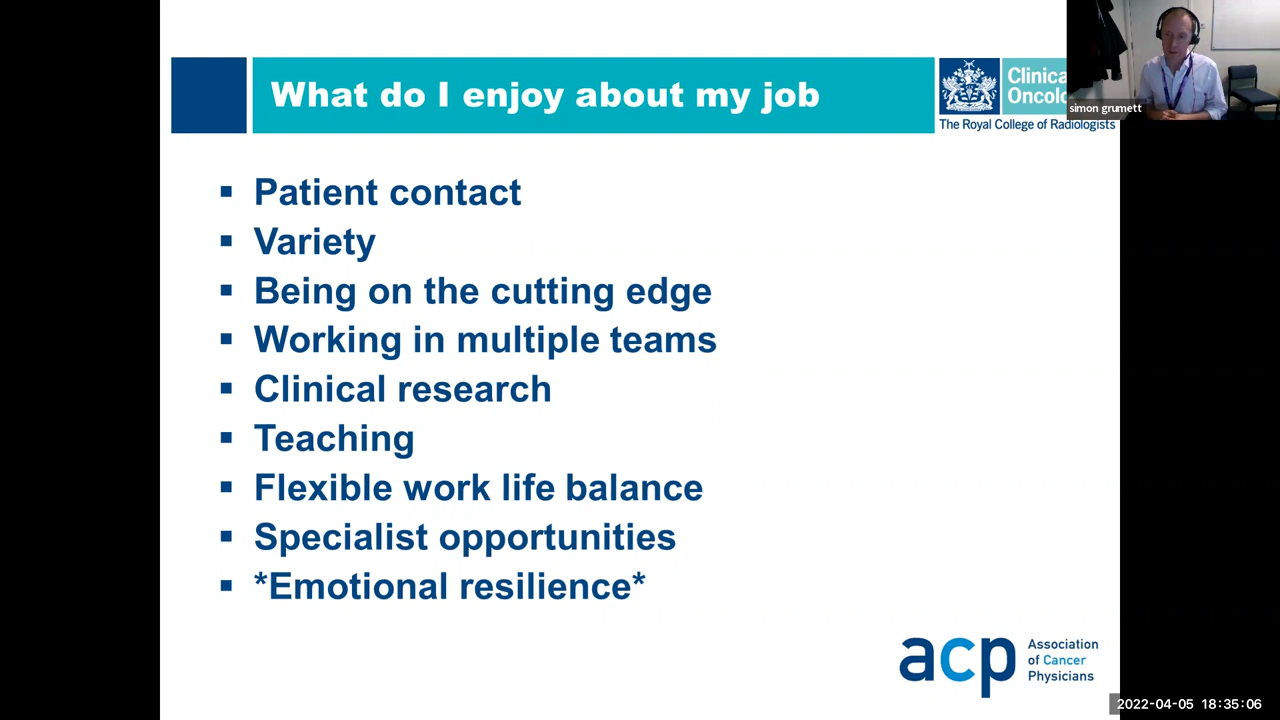 What do I enjoy about my job
Clinica
Oncolo
The Royal College of Radiologists
simon grumett
▪ Patient contact
▪ Variety
▪ Being on the cutting edge
▪ Working in multiple teams
▪ Clinical research
▪ Teaching
▪ Flexible work life balance
▪ Specialist opportunities
▪ *Emotional resilience*
acp
Association
of Cancer
Physicians
2022-04-05 18:35:06